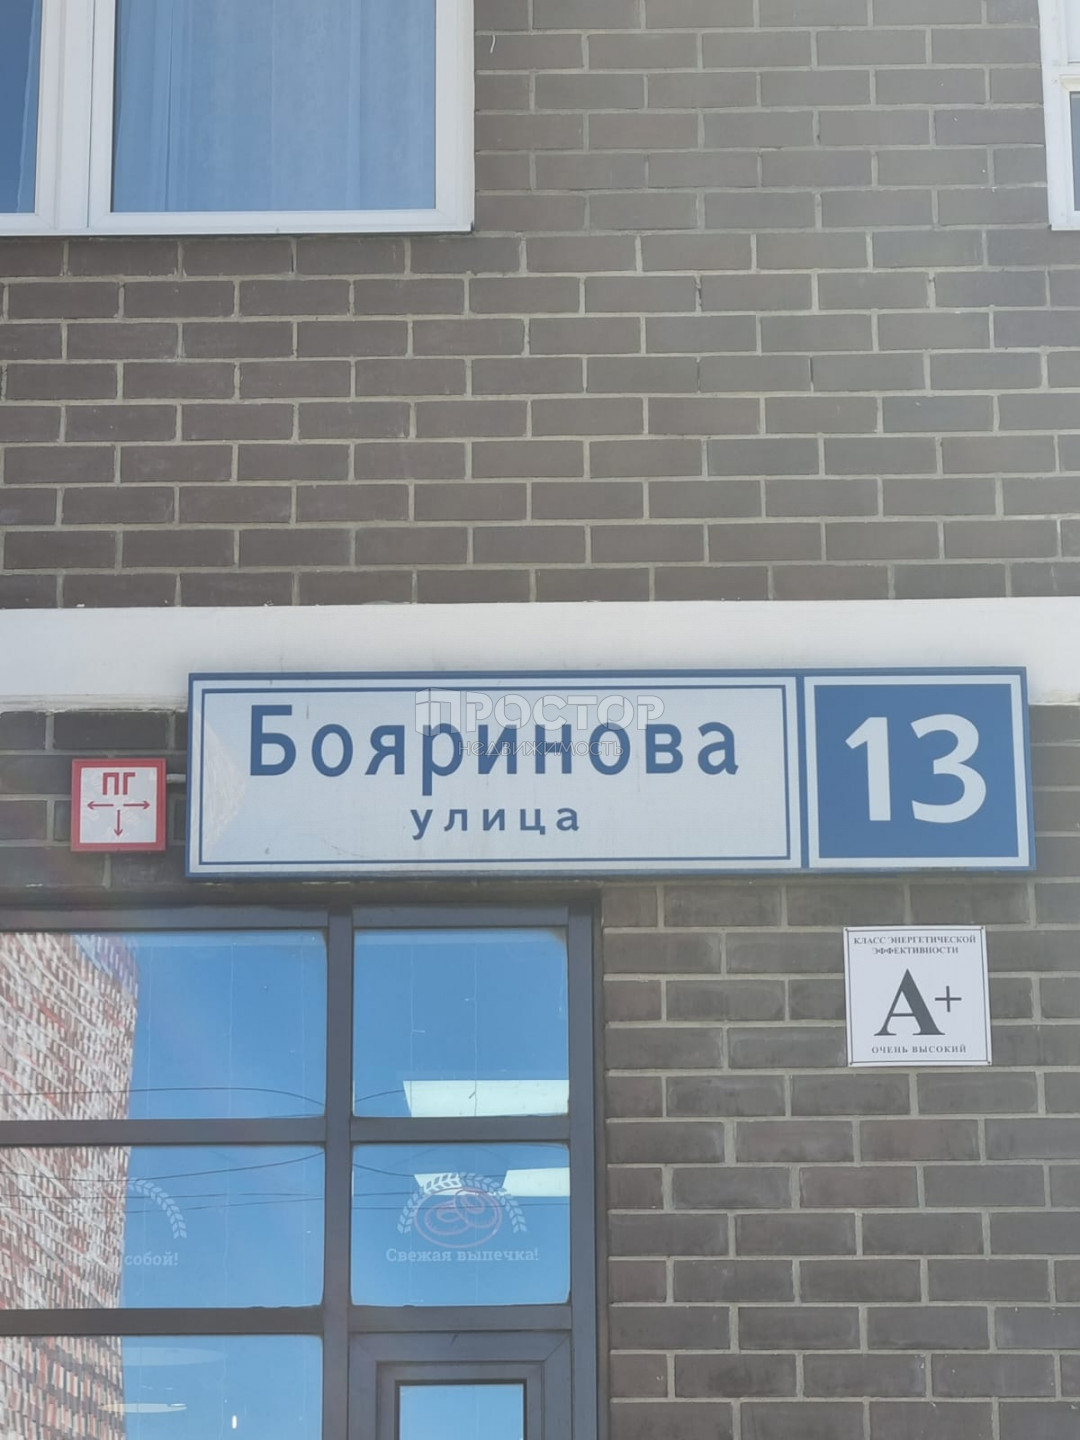 ПРОСТОР
недвижимость
Бояринова
улица
13
ПГ
КЛАСС ЭНЕРГЕТИЧЕСКОЙ
ЭФФЕКТИВНОСТИ
A+
ОЧЕНЬ ВЫСОКИЙ
собой!
Свежая выпечка!